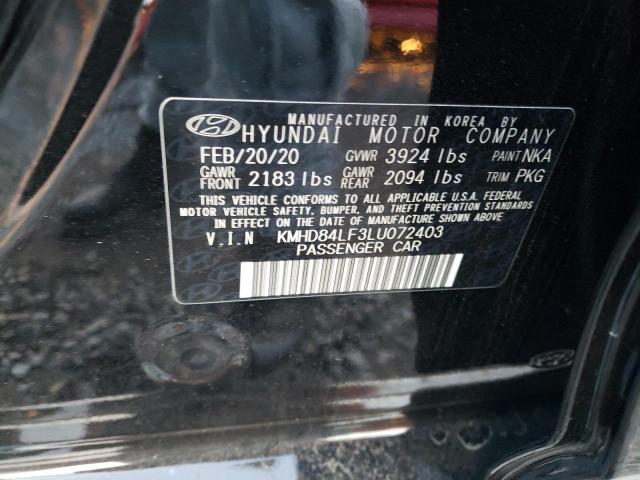 MANUFACTURED IN KOREA BY
HYUNDAI MOTOR COMPANY
FEB/20/20 GVWR 3924 lbs PAINT NKA
GAWR FRONT 2183 lbs GAWR REAR 2094 lbs TRIM PKG
THIS VEHICLE CONFORMS TO ALL APPLICABLE U.S.A. FEDERAL
MOTOR VEHICLE SAFETY, BUMPER, AND THEFT PREVENTION STANDARDS
IN EFFECT ON THE DATE OF MANUFACTURE SHOWN ABOVE.
V.I.N KMHD84LF3LU072403
PASSENGER CAR